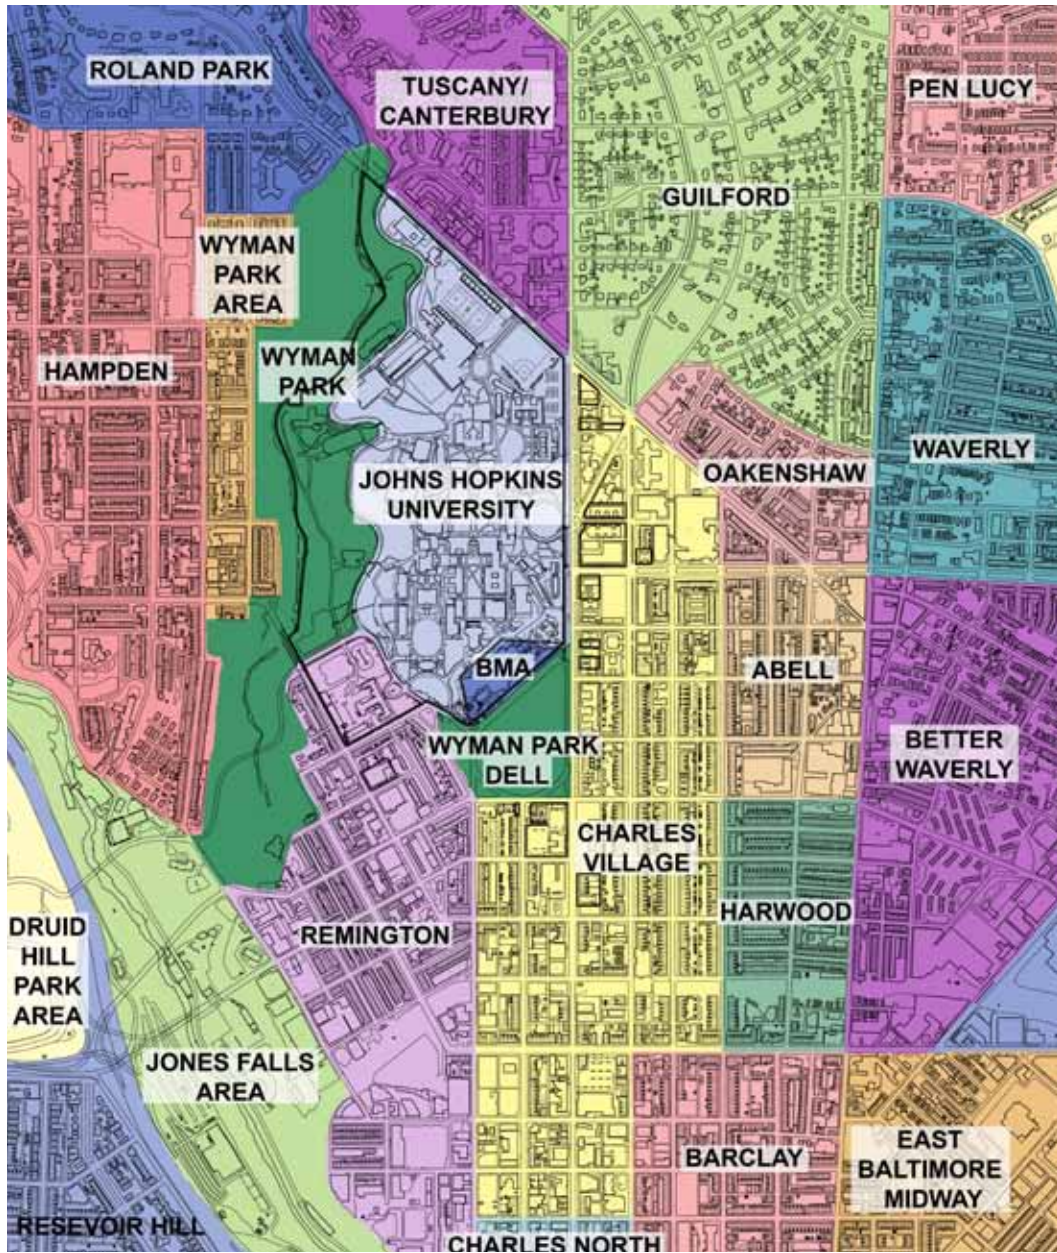 ROLAND PARK
TUSCANY/
CANTERBURY
PEN LUCY
GUILFORD
WYMAN
PARK
AREA
HAMPDEN
WYMAN
PARK
WAVERLY
OAKENSHAW
JOHNS HOPKINS
UNIVERSITY
BMA
ABELL
WYMAN PARK
DELL
BETTER
WAVERLY
CHARLES
VILLAGE
HARWOOD
REMINGTON
DRUID
HILL
PARK
AREA
JONES FALLS
AREA
BARCLAY
EAST
BALTIMORE
MIDWAY
RESEVOIR HILL
CHARLES NORTH